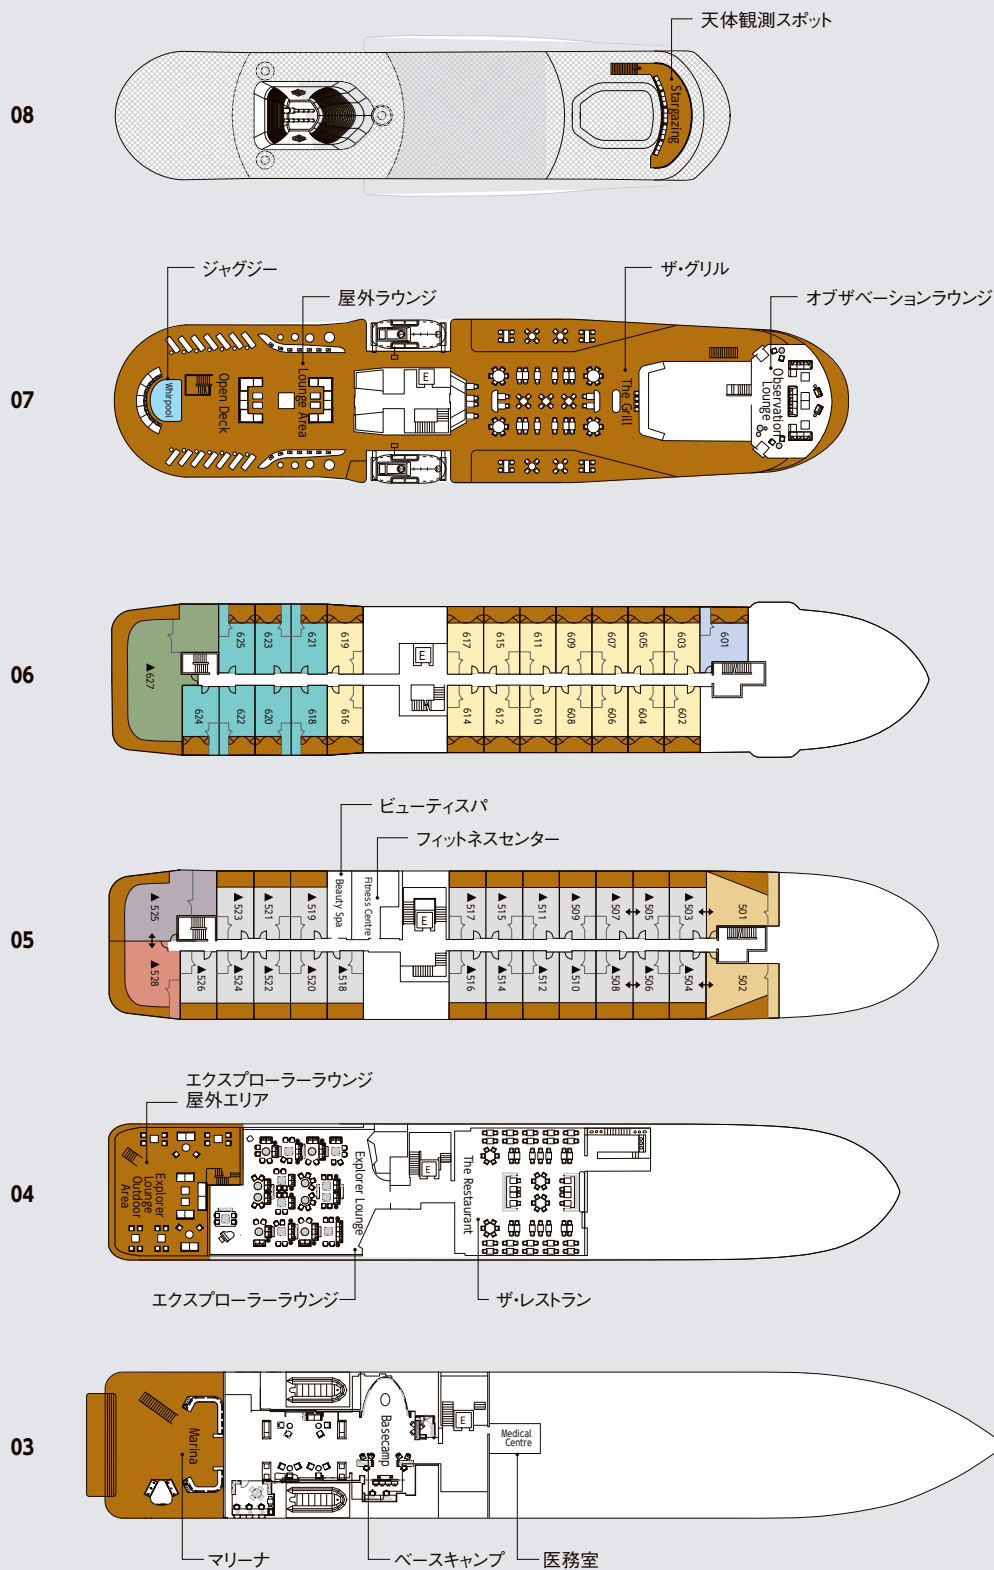 天体観測スポット
08
Stargazing
ジャグジー
ザ・グリル
屋外ラウンジ
オブザベーションラウンジ
07
Whirpool
Open Deck
Lounge Area
E
The Grill
Observation
Lounge
06
625
623
621
619
617
615
611
609
607
605
603
601
▲627
E
624
622
620
618
616
614
612
610
608
606
604
602
ビューティスパ
フィットネスセンター
05
▲525
▲523
▲521
▲519
Beauty Spa
Fitness Centre
E
▲517
▲515
▲511
▲509
▲507
▲505
▲503
501
▲528
▲526
▲524
▲522
▲520
▲518
▲516
▲514
▲512
▲510
▲508
▲506
▲504
502
エクスプローラーラウンジ
屋外エリア
04
Explorer
Lounge
Outdoor
Area
Explorer Lounge
E
The Restaurant
エクスプローラーラウンジ
ザ・レストラン
03
Marina
Basecamp
E
Medical
Centre
マリーナ
ベースキャンプ
医務室